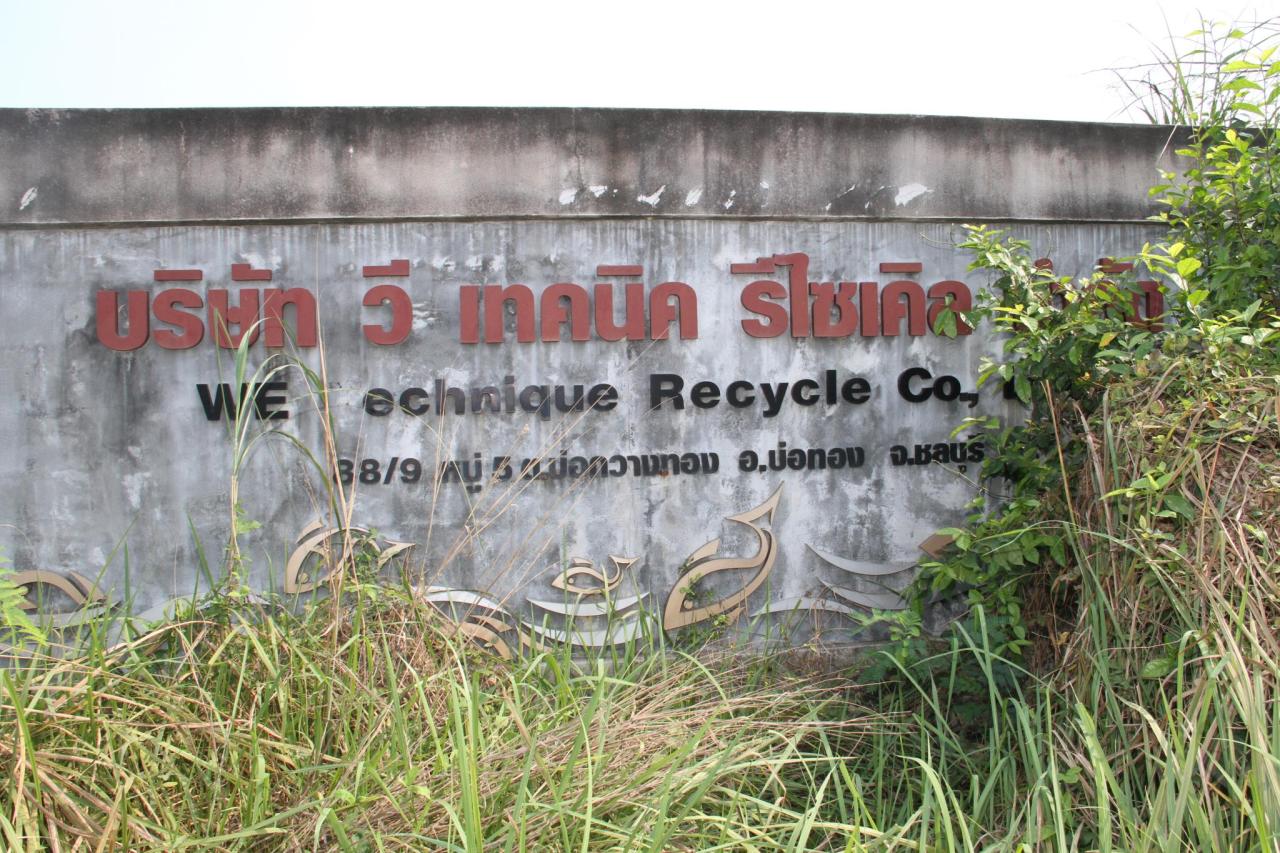 บริษัท วี เทคนิค รีไซเคิล
WE echnique Recycle Co.,
88/9 หมู่ 5 ต.บ่อกวางทอง อ.บ่อทอง จ.ชลบุรี